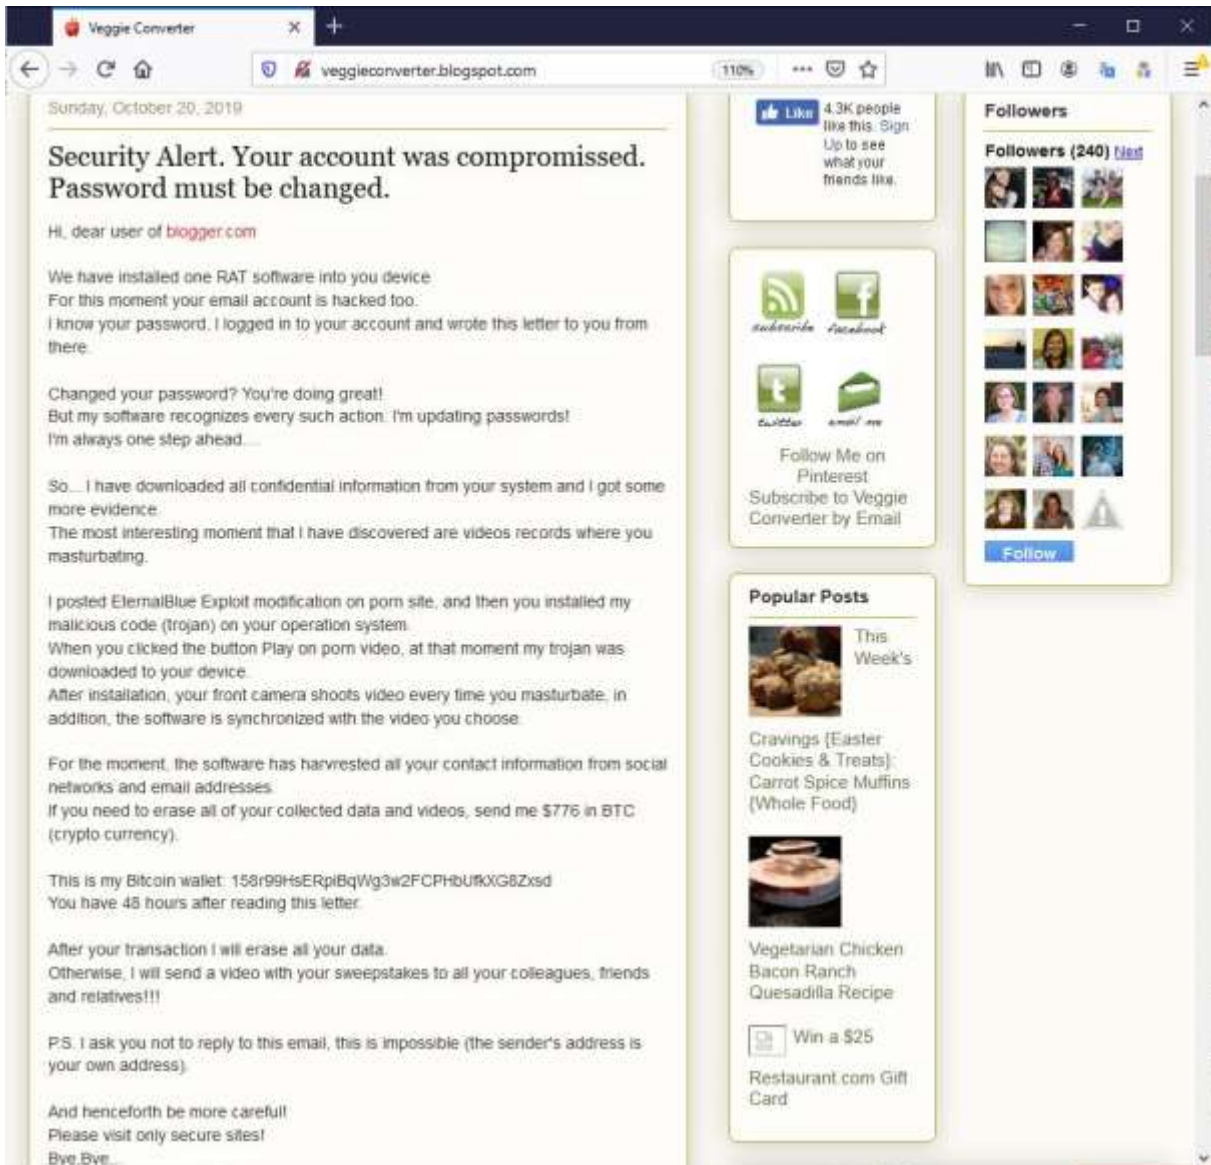 Veggie Converter
veggieconverter.blogspot.com
110%
Sunday, October 20, 2019
Security Alert. Your account was compromissed.
Password must be changed.
Hi, dear user of blogger.com
We have installed one RAT software into you device
For this moment your email account is hacked too.
I know your password. I logged in to your account and wrote this letter to you from
there.
Changed your password? You're doing great!
But my software recognizes every such action. I'm updating passwords!
I'm always one step ahead....
So... I have downloaded all confidential information from your system and I got some
more evidence.
The most interesting moment that I have discovered are videos records where you
masturbating.
I posted EternalBlue Exploit modification on porn site, and then you installed my
malicious code (trojan) on your operation system.
When you clicked the button Play on porn video, at that moment my trojan was
downloaded to your device.
After installation, your front camera shoots video every time you masturbate, in
addition, the software is synchronized with the video you choose.
For the moment, the software has harvrested all your contact information from social
networks and email addresses.
If you need to erase all of your collected data and videos, send me $776 in BTC
(crypto currency).
This is my Bitcoin wallet:
You have 48 hours after reading this letter.
After your transaction I will erase all your data.
Otherwise, I will send a video with your sweepstakes to all your colleagues, friends
and relatives!!!
P.S. I ask you not to reply to this email, this is impossible (the sender's address is
your own address).
And henceforth be more careful!
Please visit only secure sites!
Bye,Bye...
Like
4.3K people
like this. Sign
Up to see
what your
friends like.
subscribe
facebook
twitter
email me
Follow Me on
Pinterest
Subscribe to Veggie
Converter by Email
Popular Posts
This
Week's
Cravings {Easter
Cookies & Treats}:
Carrot Spice Muffins
{Whole Food}
Vegetarian Chicken
Bacon Ranch
Quesadilla Recipe
Win a $25
Restaurant.com Gift
Card
Followers
Followers (240) Next
Follow